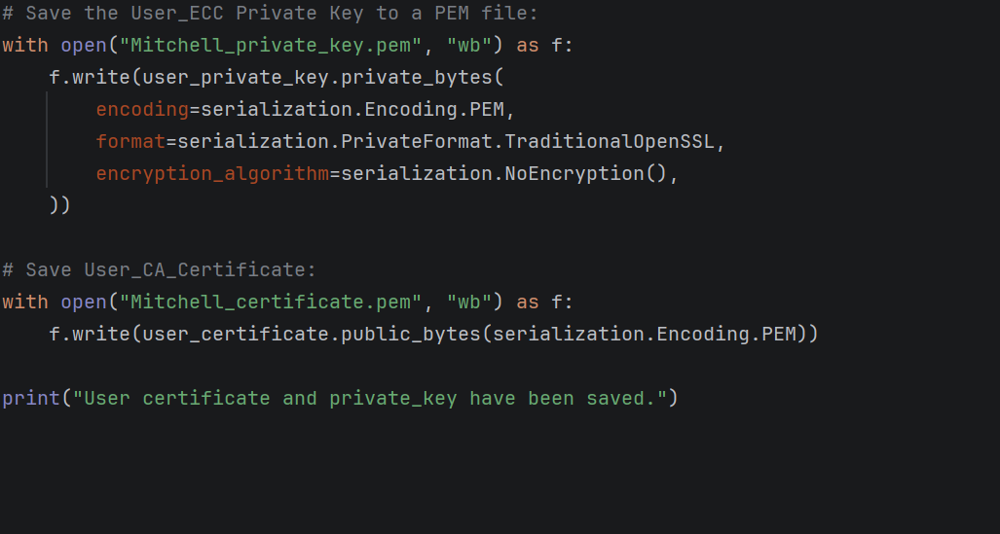 # Save the User_ECC Private Key to a PEM file:
with open("Mitchell_private_key.pem", "wb") as f:
    f.write(user_private_key.private_bytes(
        encoding=serialization.Encoding.PEM,
        format=serialization.PrivateFormat.TraditionalOpenSSL,
        encryption_algorithm=serialization.NoEncryption(),
    ))
# Save User_CA_Certificate:
with open("Mitchell_certificate.pem", "wb") as f:
    f.write(user_certificate.public_bytes(serialization.Encoding.PEM))
print("User certificate and private_key have been saved.")